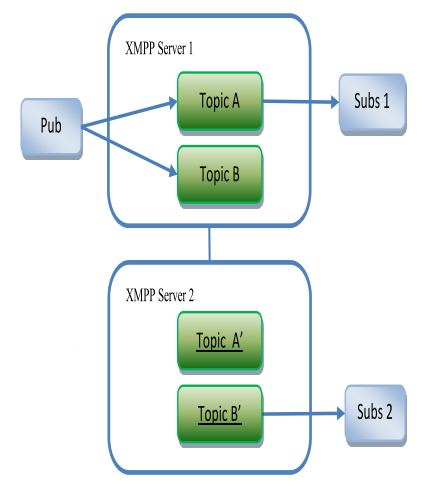 XMPP Server 1
Topic A
Subs 1
Pub
Topic B
XMPP Server 2
Topic A’
Topic B’
Subs 2